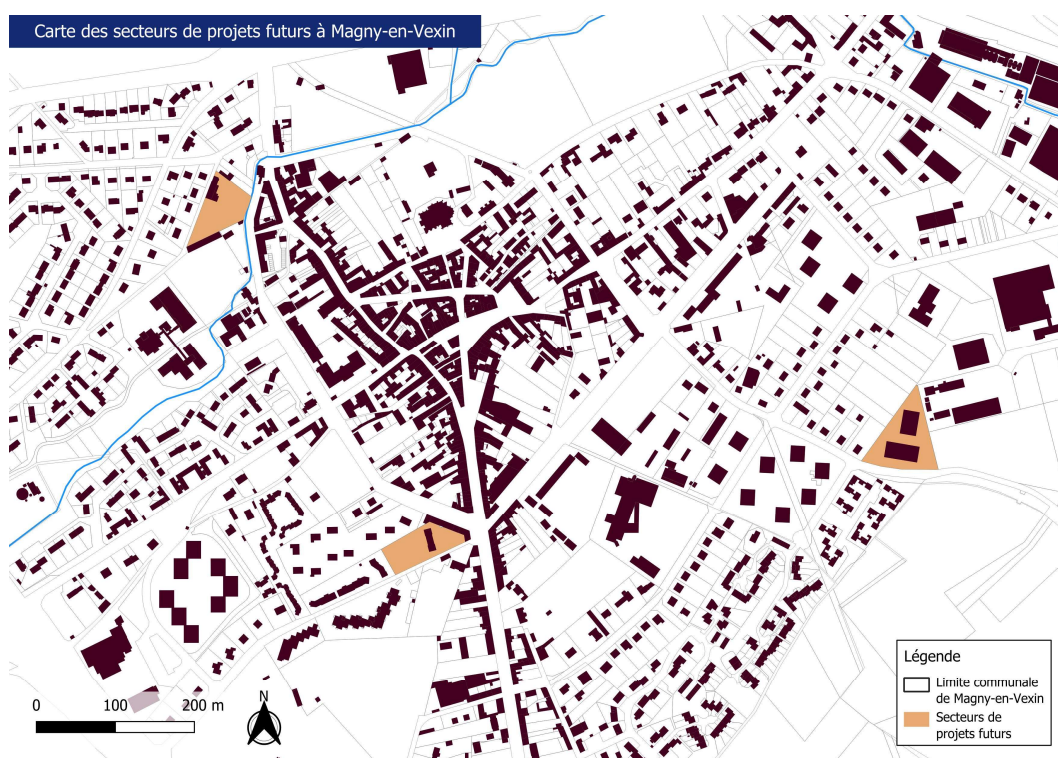 Carte des secteurs de projets futurs à Magny-en-Vexin
Légende
Limite communale
de Magny-en-Vexin
Secteurs de
projets futurs
0 100 200 m
N